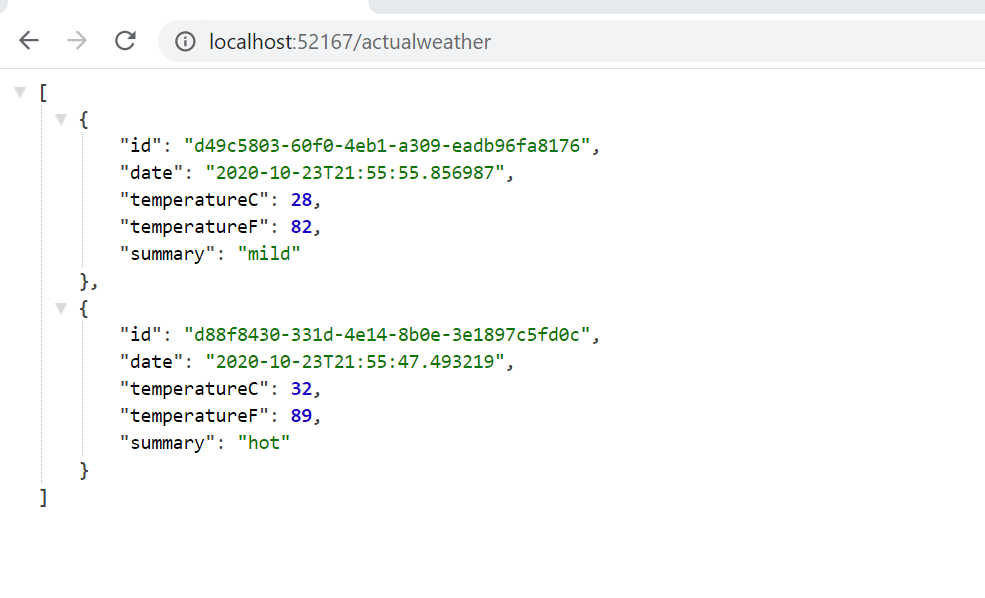 localhost:52167/actualweather
[
{
"id": "d49c5803-60f0-4eb1-a309-eadb96fa8176",
"date": "2020-10-23T21:55:55.856987",
"temperatureC": 28,
"temperatureF": 82,
"summary": "mild"
},
{
"id": "d88f8430-331d-4e14-8b0e-3e1897c5fd0c",
"date": "2020-10-23T21:55:47.493219",
"temperatureC": 32,
"temperatureF": 89,
"summary": "hot"
}
]